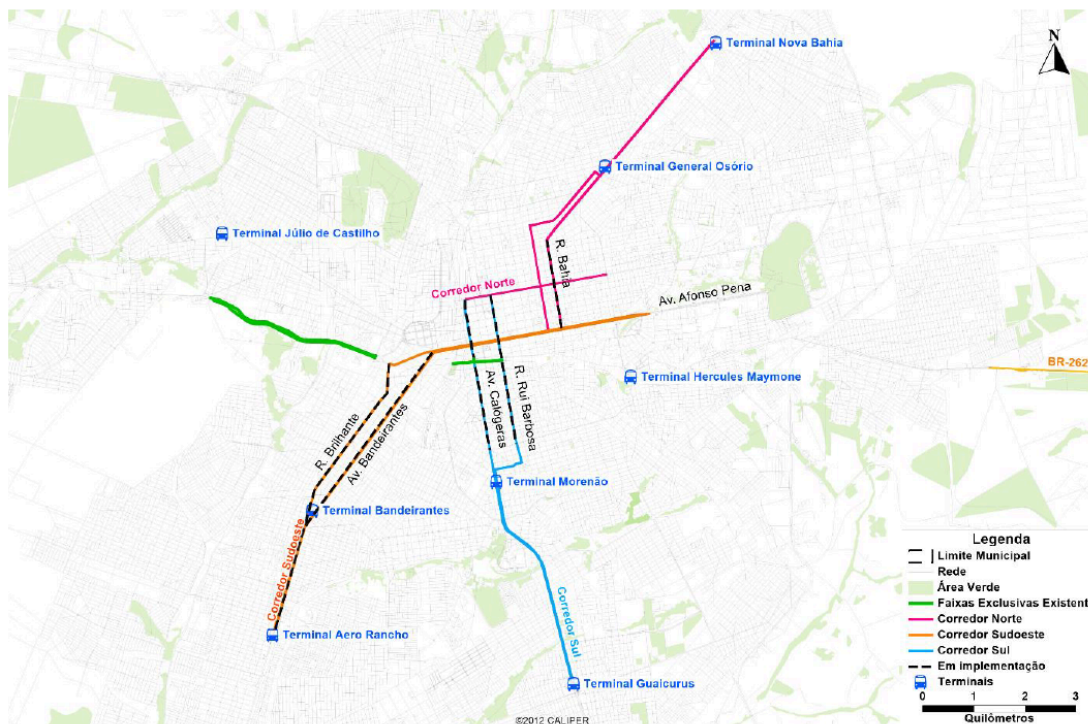 Terminal Nova Bahia
N
Terminal General Osório
Terminal Júlio de Castilho
R. Bahia
Corredor Norte
Av. Afonso Pena
BR-262
Terminal Hercules Maymone
R. Rui Barbosa
Av. Calógeras
R. Brilhante
Av. Bandeirantes
Terminal Morenão
Terminal Bandeirantes
Corredor Sudoeste
Terminal Aero Rancho
Corredor Sul
Terminal Guaicurus
Legenda
Limite Municipal
Rede
Área Verde
Faixas Exclusivas Existent
Corredor Norte
Corredor Sudoeste
Corredor Sul
Em implementação
Terminais
0 1 2 3
Quilômetros
©2012 CALIPER